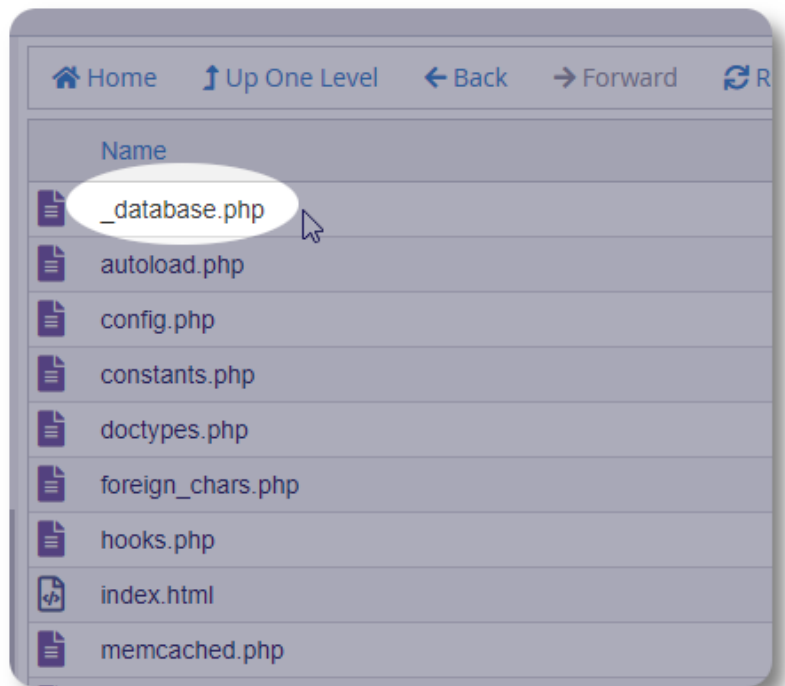 Home Up One Level Back Forward
Name
_database.php
autoload.php
config.php
constants.php
doctypes.php
foreign_chars.php
hooks.php
index.html
memcached.php